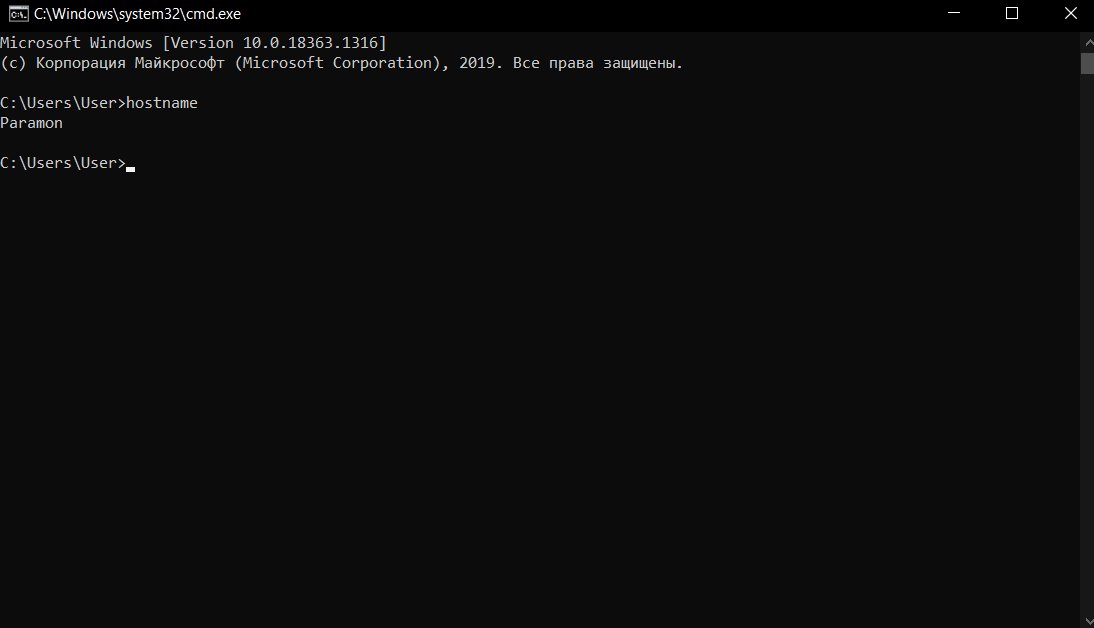 C:\Windows\system32\cmd.exe
Microsoft Windows [Version 10.0.18363.1316]
(c) Корпорация Майкрософт (Microsoft Corporation), 2019. Все права защищены.
C:\Users\User>hostname
Paramon
C:\Users\User>